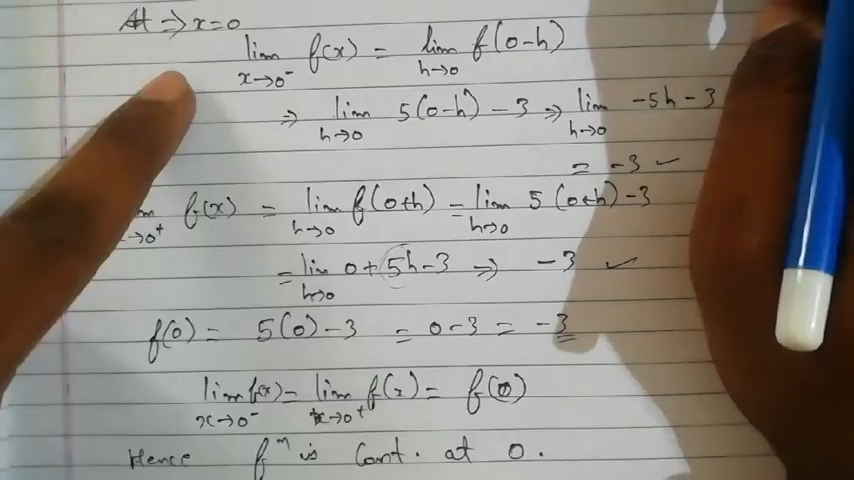 At ⇒ x=0
lim x→0⁻ f(x) = lim h→0 f(0-h)
⇒ lim h→0 5(0-h) - 3 ⇒ lim h→0 -5h - 3
= -3 ✓
lim →0⁺ f(x) = lim h→0 f(0+h) = lim h→0 5(0+h) -3
= lim h→0 0+5h-3 ⇒ -3 ✓
f(0) = 5(0)-3 = 0-3 = -3
lim x→0⁻ f(x) = lim x→0⁺ f(x) = f(0)
Hence fⁿ is Cont. at 0.